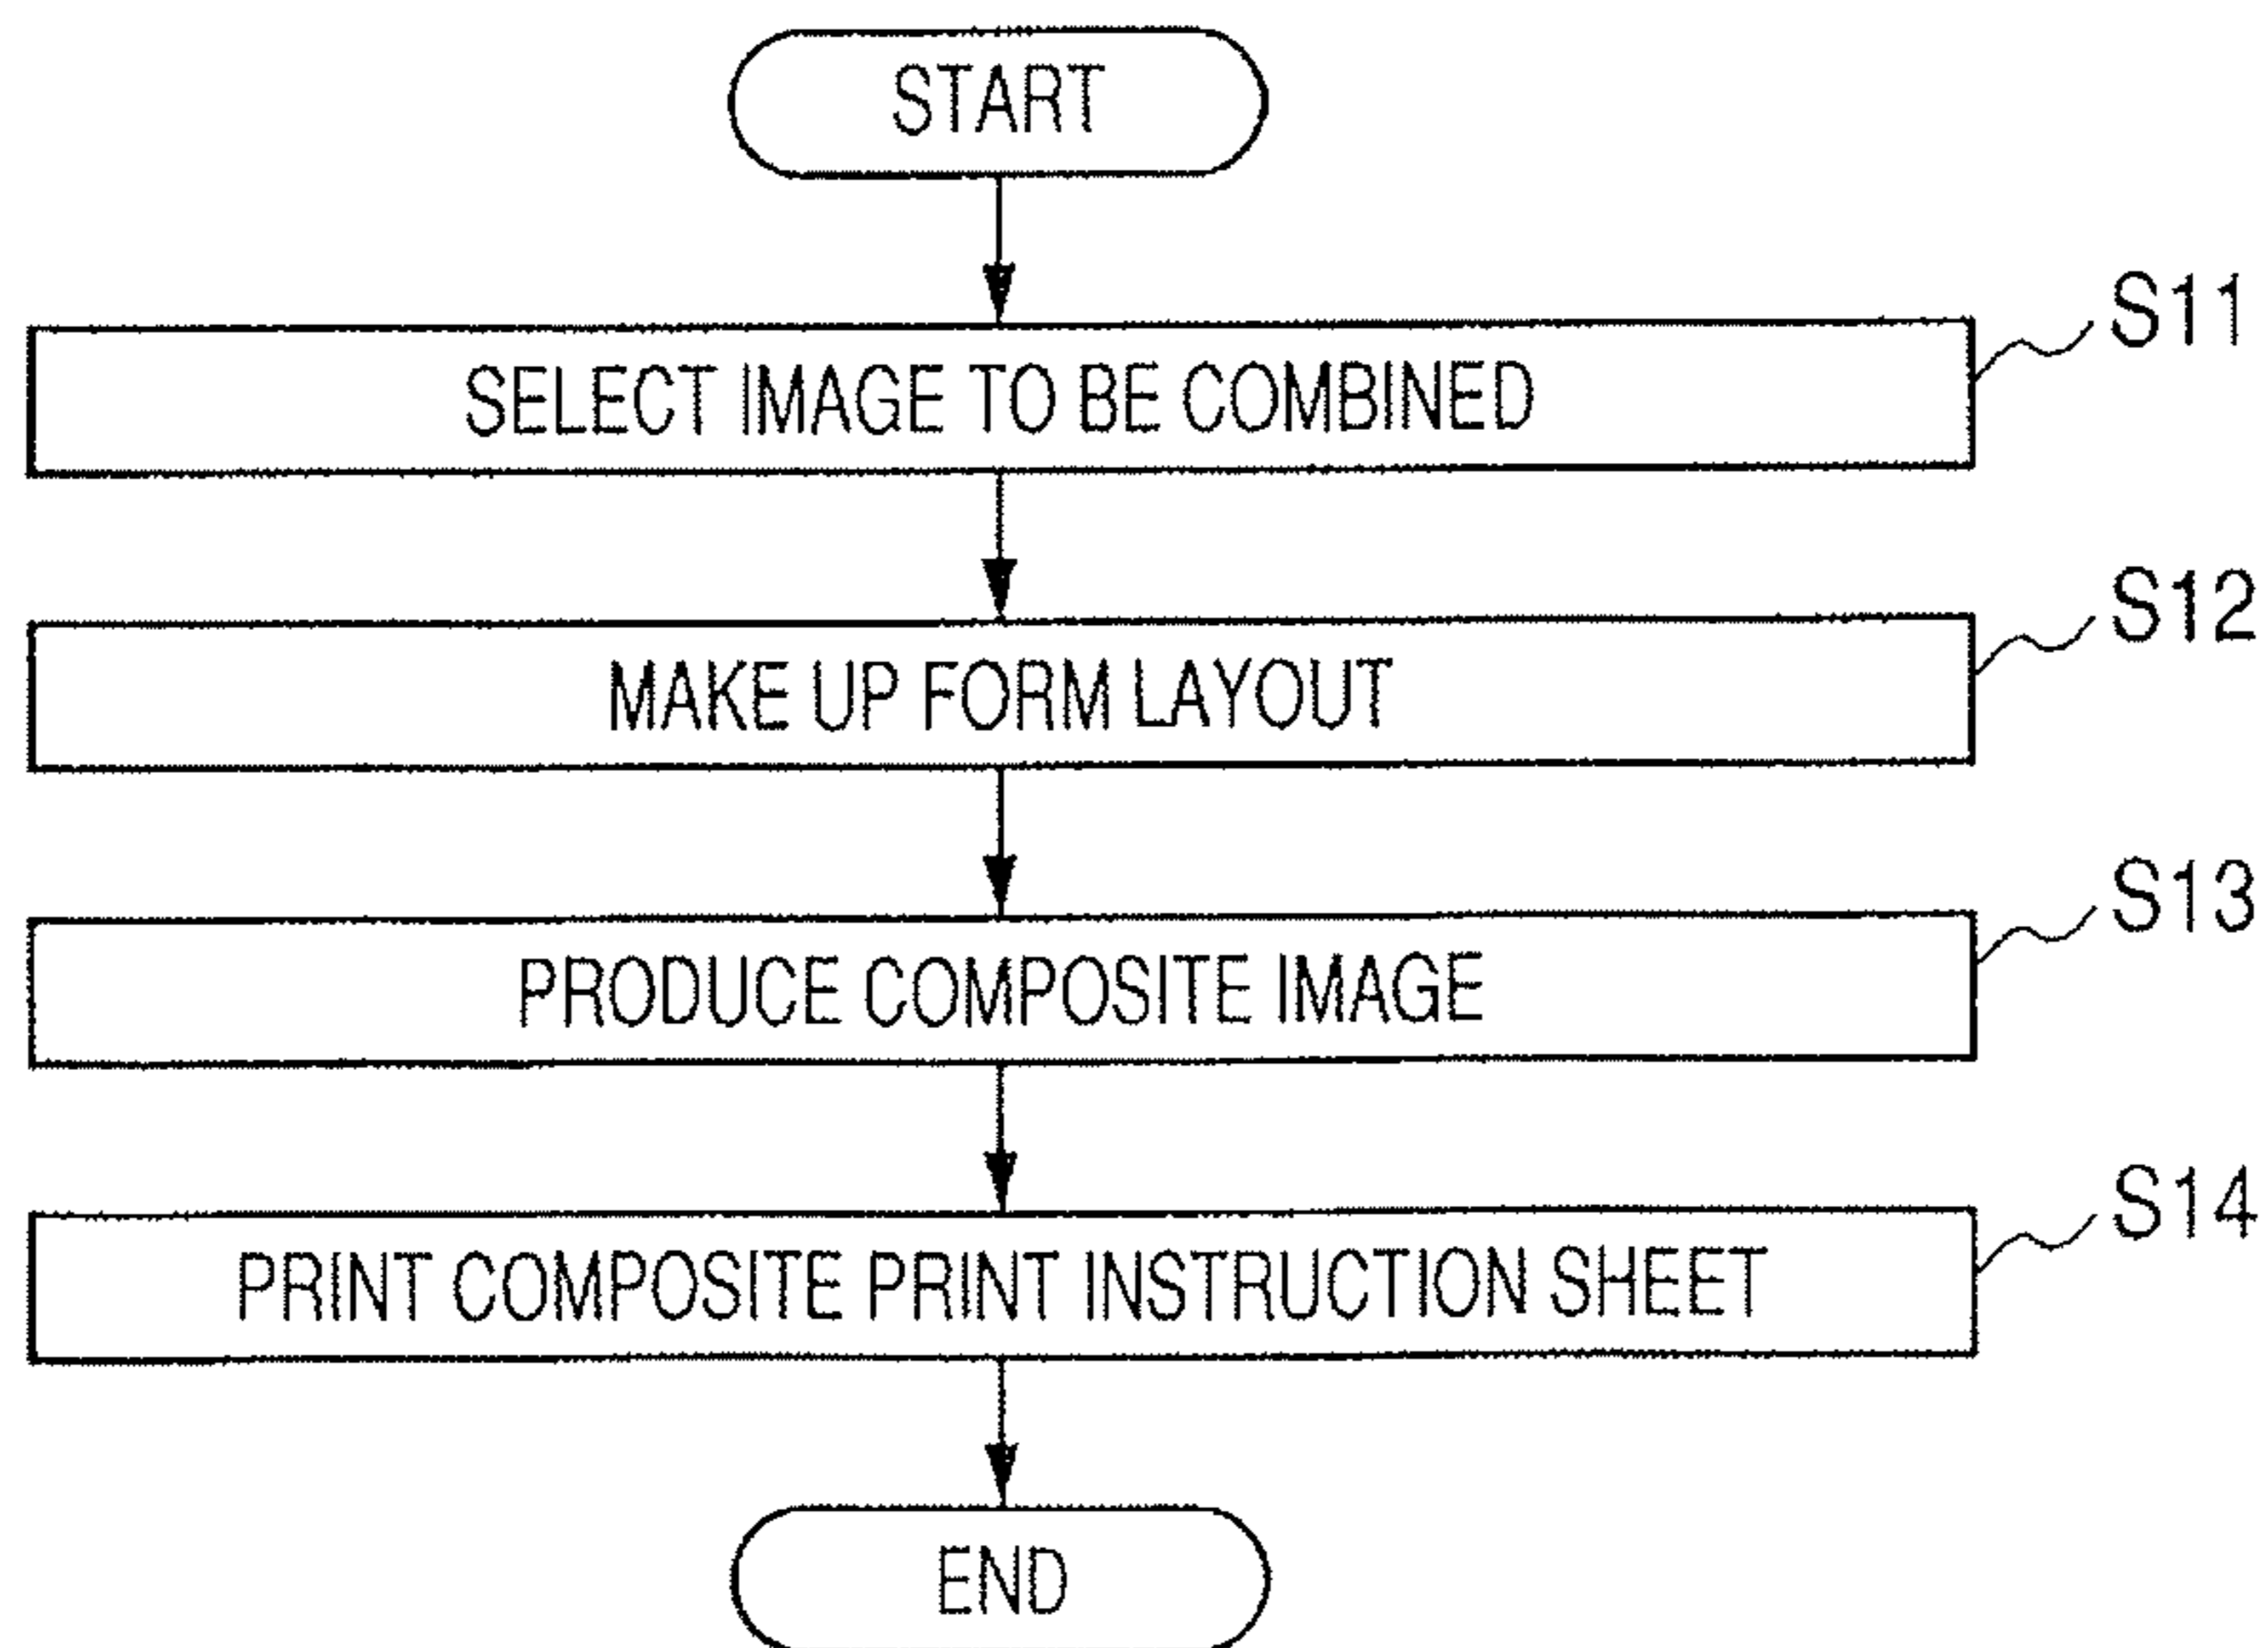 START
SELECT IMAGE TO BE COMBINED
S11
MAKE UP FORM LAYOUT
S12
PRODUCE COMPOSITE IMAGE
S13
PRINT COMPOSITE PRINT INSTRUCTION SHEET
S14
END